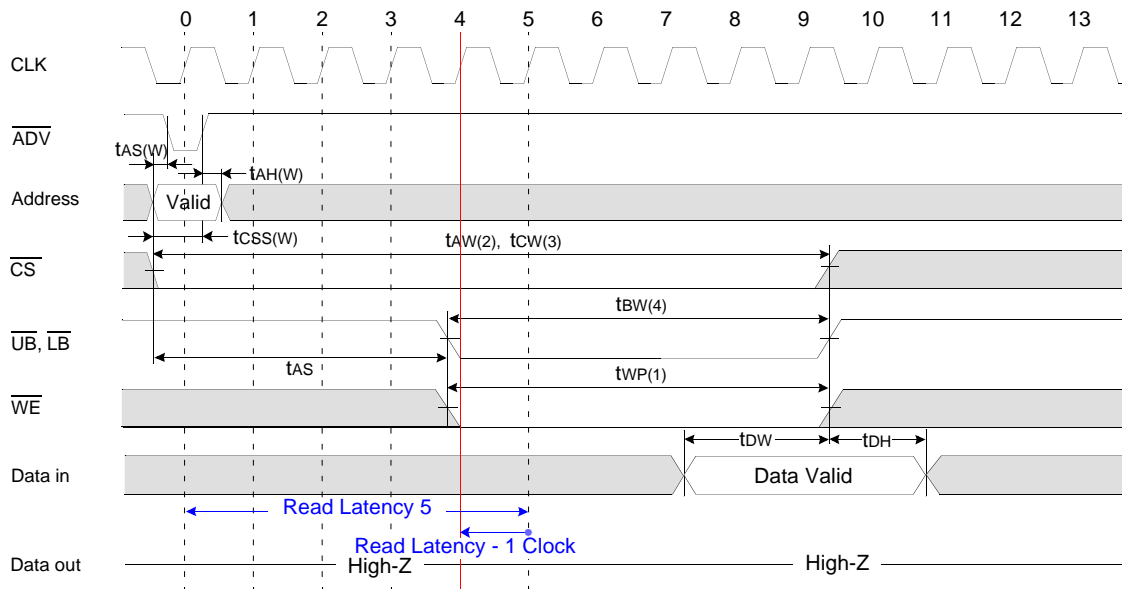 0 1 2 3 4 5 6 7 8 9 10 11 12 13
CLK
ADV
tAS(W)
tAH(W)
Address
Valid
tCSS(W)
tAW(2), tCW(3)
CS
tBW(4)
UB, LB
tAS
tWP(1)
WE
tDW
tDH
Data in
Data Valid
Read Latency 5
Read Latency - 1 Clock
Data out
High-Z
High-Z